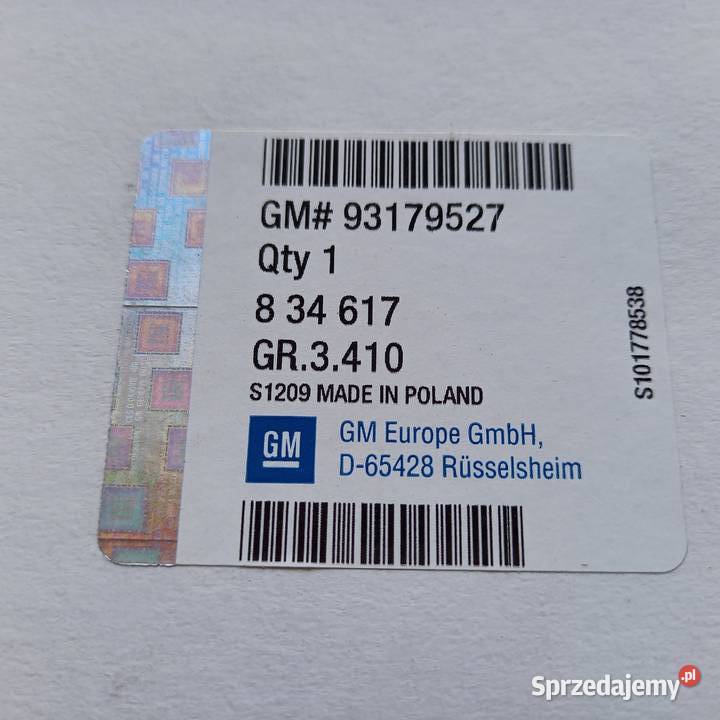 GM# 93179527
Qty 1
8 34 617
GR.3.410
S1209 MADE IN POLAND
GM
GM Europe GmbH,
D-65428 Rüsselsheim
S101778538
Sprzedajemy.pl